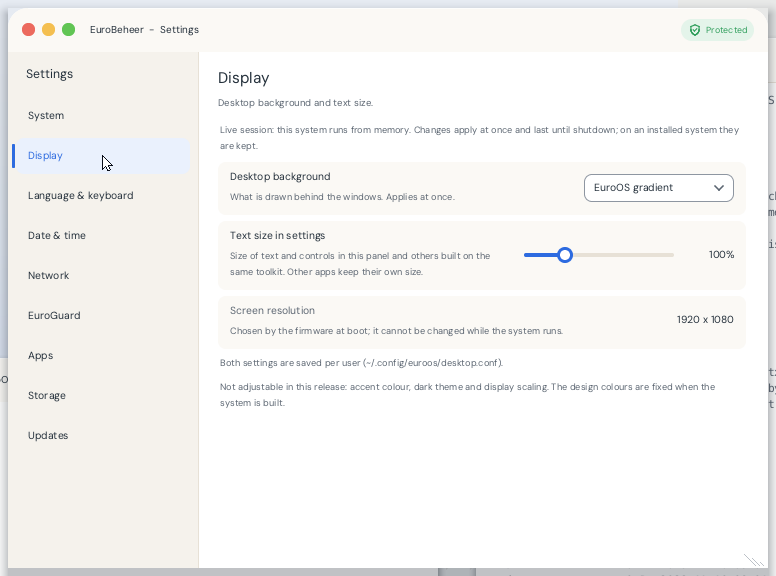 EuroBeheer - Settings
Protected
Settings
System
Display
Language & keyboard
Date & time
Network
EuroGuard
Apps
Storage
Updates
Display
Desktop background and text size.
Live session: this system runs from memory. Changes apply at once and last until shutdown; on an installed system they
are kept.
Desktop background
What is drawn behind the windows. Applies at once.
EuroOS gradient
Text size in settings
Size of text and controls in this panel and others built on the
same toolkit. Other apps keep their own size.
100%
Screen resolution
Chosen by the firmware at boot; it cannot be changed while the system runs.
1920 x 1080
Both settings are saved per user (~/.config/euroos/desktop.conf).
Not adjustable in this release: accent colour, dark theme and display scaling. The design colours are fixed when the
system is built.